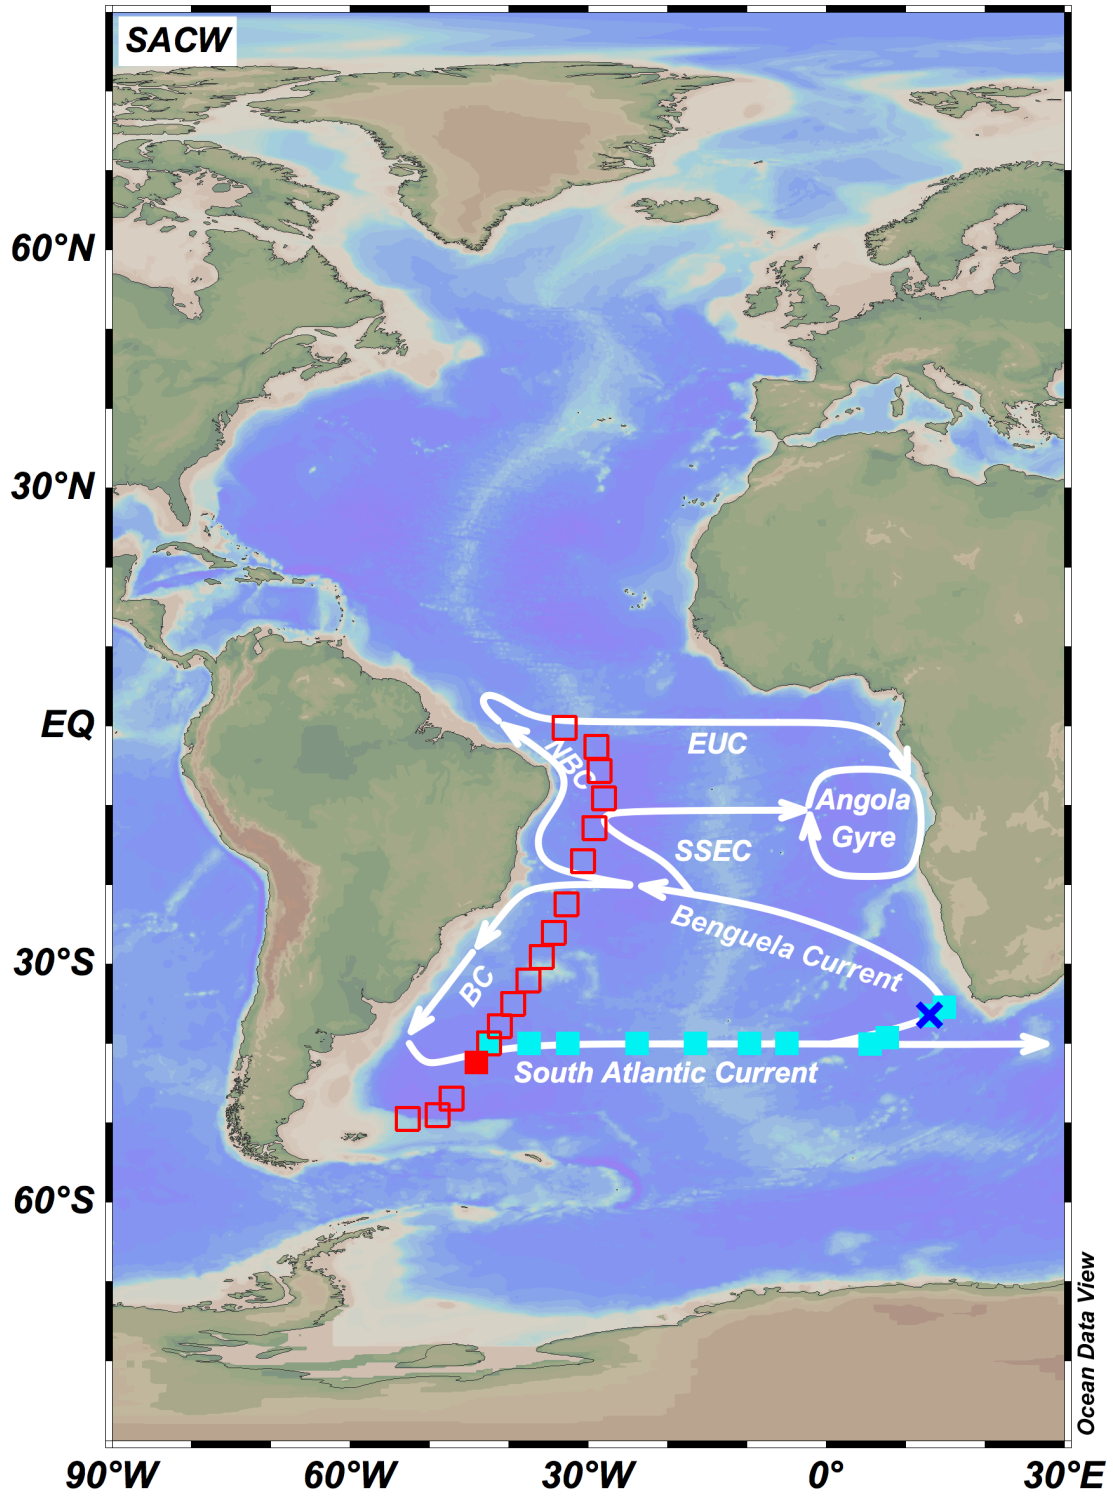 SACW
60°N
30°N
EQ
30°S
60°S
NBC
EUC
Angola
Gyre
SSEC
Benguela Current
BC
South Atlantic Current
Ocean Data View
90°W
60°W
30°W
0°
30°E